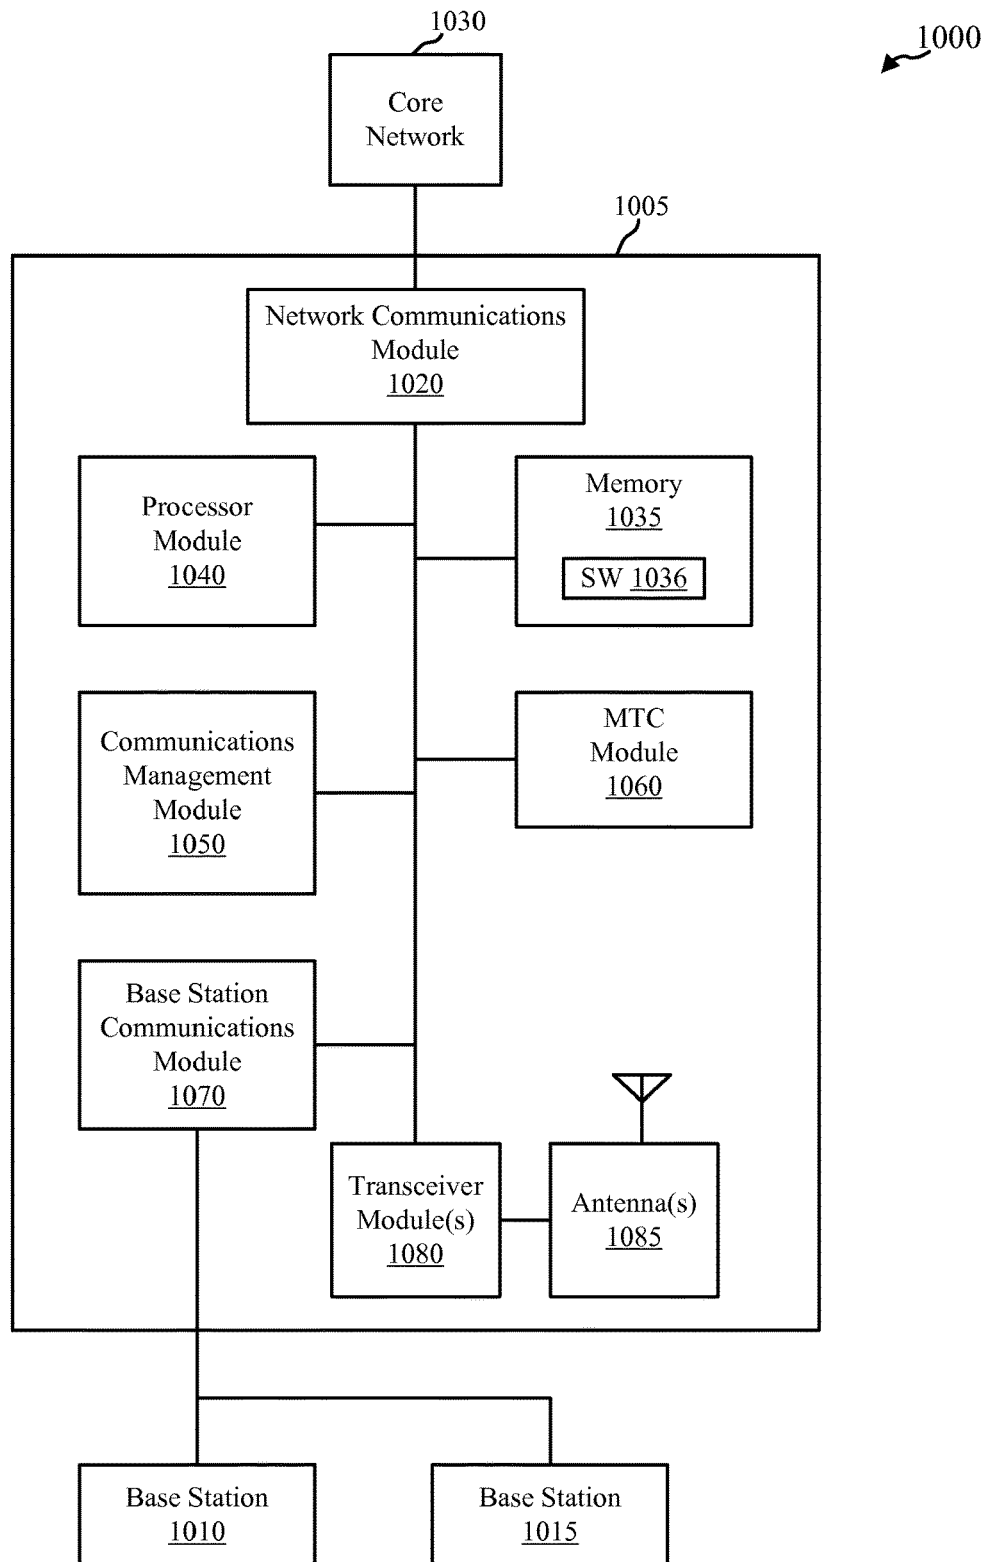 1030
1000
Core
Network
1005
Network Communications
Module
1020
Processor
Module
1040
Memory
1035
SW 1036
Communications
Management
Module
1050
MTC
Module
1060
Base Station
Communications
Module
1070
Transceiver
Module(s)
1080
Antenna(s)
1085
Base Station
1010
Base Station
1015